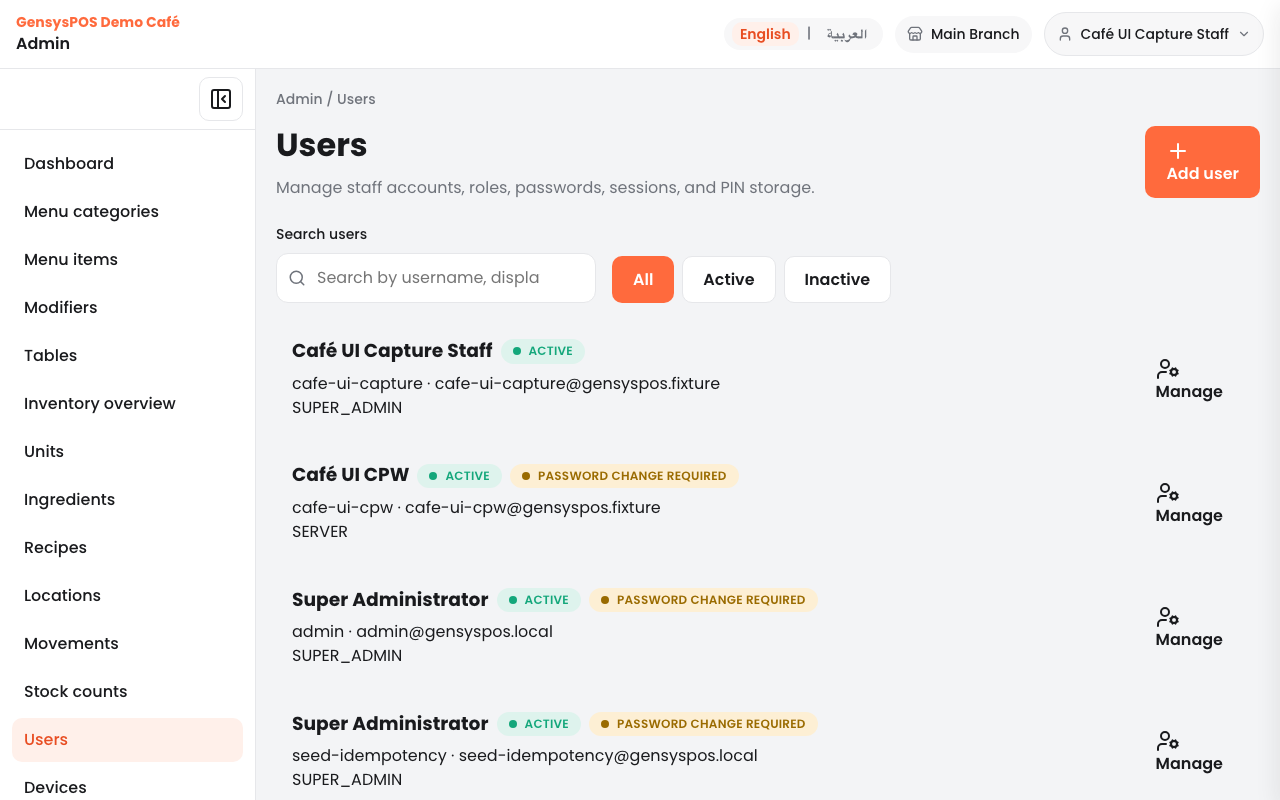 GensysPOS Demo Café
Admin
English | العربية
Main Branch
Café UI Capture Staff
Dashboard
Menu categories
Menu items
Modifiers
Tables
Inventory overview
Units
Ingredients
Recipes
Locations
Movements
Stock counts
Users
Devices
Admin / Users
Users
Manage staff accounts, roles, passwords, sessions, and PIN storage.
Add user
Search users
Search by username, displa
All
Active
Inactive
Café UI Capture Staff ACTIVE
cafe-ui-capture · cafe-ui-capture@gensyspos.fixture
SUPER_ADMIN
Manage
Café UI CPW ACTIVE PASSWORD CHANGE REQUIRED
cafe-ui-cpw · cafe-ui-cpw@gensyspos.fixture
SERVER
Manage
Super Administrator ACTIVE PASSWORD CHANGE REQUIRED
admin · admin@gensyspos.local
SUPER_ADMIN
Manage
Super Administrator ACTIVE PASSWORD CHANGE REQUIRED
seed-idempotency · seed-idempotency@gensyspos.local
SUPER_ADMIN
Manage